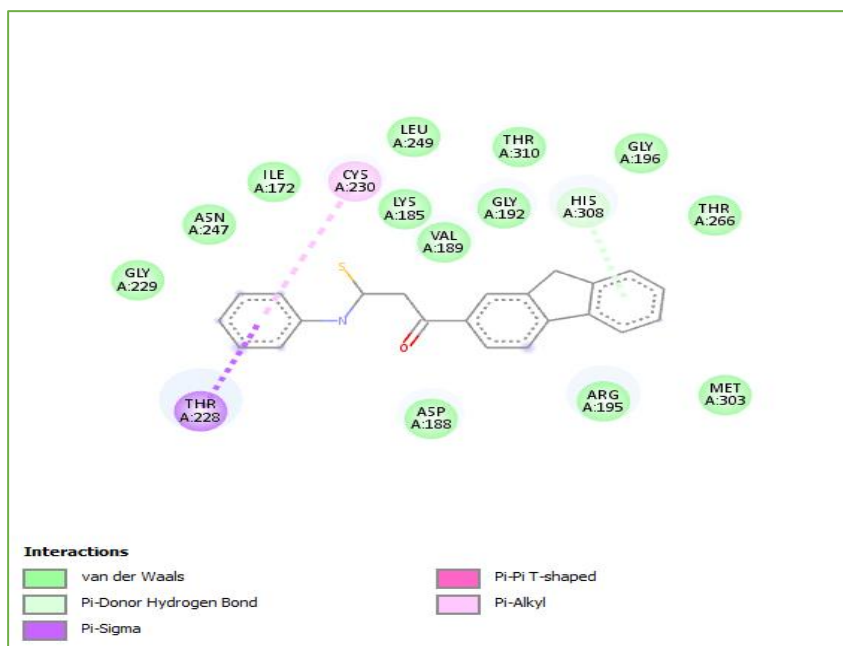 LEU
A:249
THR
A:310
GLY
A:196
ILE
A:172
CYS
A:230
LYS
A:185
GLY
A:192
HIS
A:308
THR
A:266
ASN
A:247
VAL
A:189
GLY
A:229
S
N
O
THR
A:228
ASP
A:188
ARG
A:195
MET
A:303
Interactions
van der Waals
Pi-Donor Hydrogen Bond
Pi-Sigma
Pi-Pi T-shaped
Pi-Alkyl